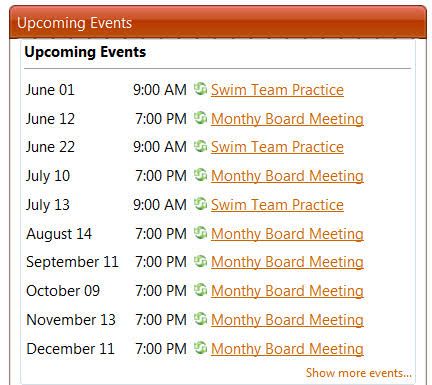 Upcoming Events
Upcoming Events
June 01 9:00 AM Swim Team Practice
June 12 7:00 PM Monthy Board Meeting
June 22 9:00 AM Swim Team Practice
July 10 7:00 PM Monthy Board Meeting
July 13 9:00 AM Swim Team Practice
August 14 7:00 PM Monthy Board Meeting
September 11 7:00 PM Monthy Board Meeting
October 09 7:00 PM Monthy Board Meeting
November 13 7:00 PM Monthy Board Meeting
December 11 7:00 PM Monthy Board Meeting
Show more events...